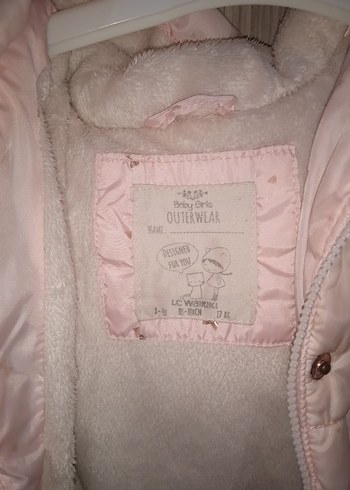 Baby Girls
OUTERWEAR
NAME
DESIGNED
FOR YOU
LC WAIKIKI